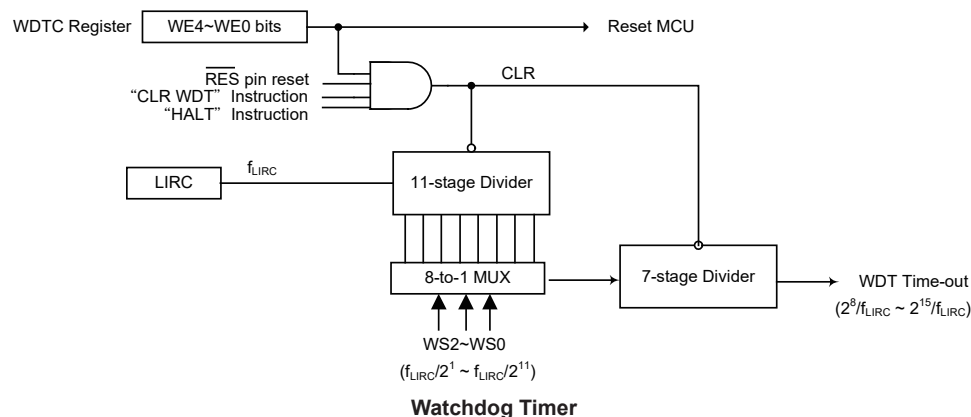 WDTC Register
WE4~WE0 bits
Reset MCU
RES pin reset
“CLR WDT” Instruction
“HALT” Instruction
CLR
LIRC
fLIRC
11-stage Divider
8-to-1 MUX
7-stage Divider
WDT Time-out
(2^8/fLIRC ~ 2^15/fLIRC)
WS2~WS0
(fLIRC/2^1 ~ fLIRC/2^11)
Watchdog Timer